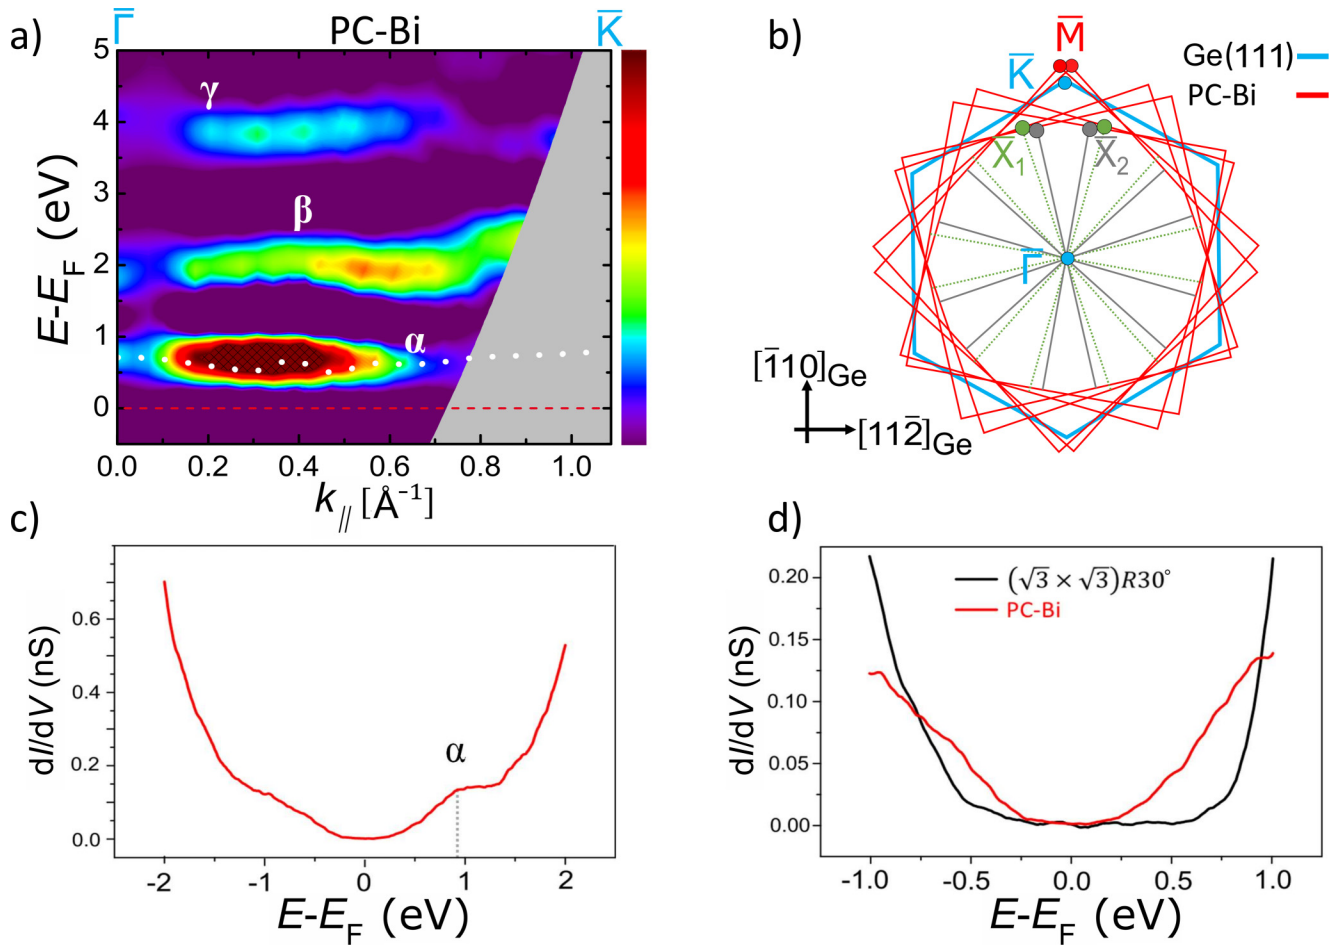 a)
Γ̅
PC-Bi
K̅
5
4
3
2
1
0
E-E_F (eV)
γ
β
α
0.0 0.2 0.4 0.6 0.8 1.0
k_// [Å⁻¹]
b)
M̅
K̅
Ge(111)
PC-Bi
X̅₁
X̅₂
Γ̅
[1̅10]Ge
[112̅]Ge
c)
dI/dV (nS)
0.6
0.4
0.2
0.0
α
-2 -1 0 1 2
E-E_F (eV)
d)
dI/dV (nS)
0.20
0.15
0.10
0.05
0.00
(√3 × √3)R30°
PC-Bi
-1.0 -0.5 0.0 0.5 1.0
E-E_F (eV)